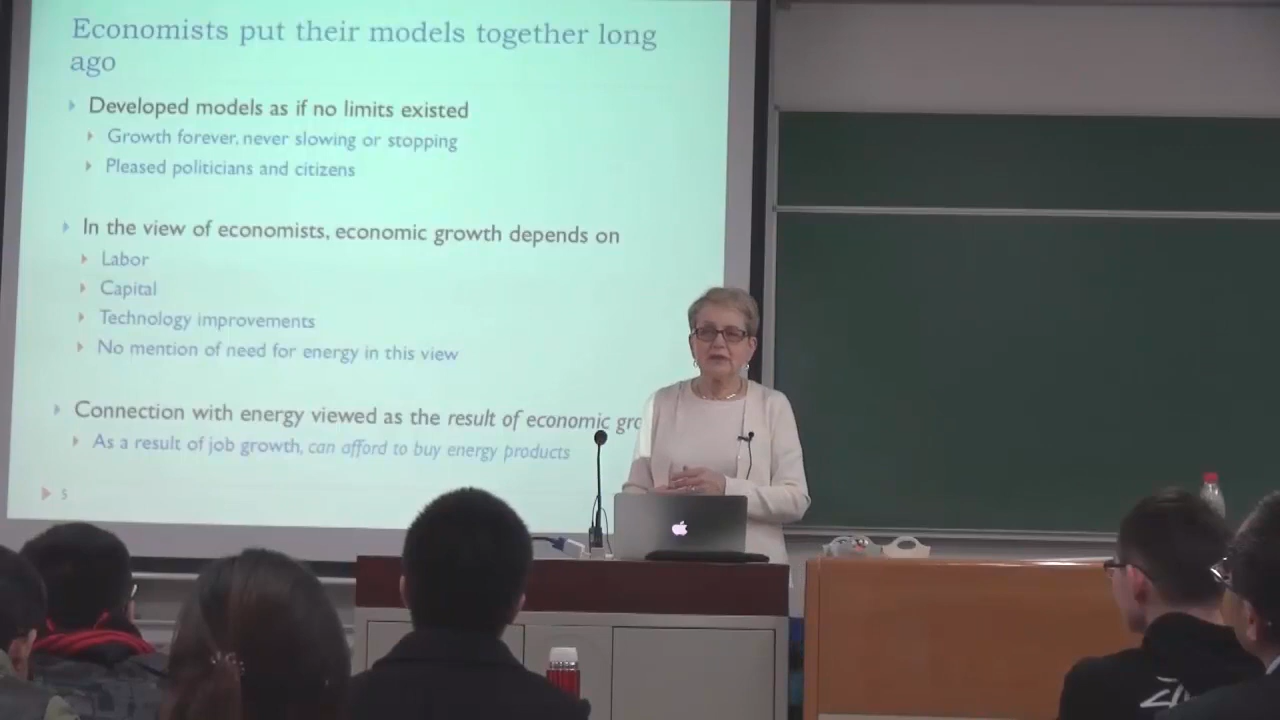 Economists put their models together long
ago
Developed models as if no limits existed
Growth forever, never slowing or stopping
Pleased politicians and citizens
In the view of economists, economic growth depends on
Labor
Capital
Technology improvements
No mention of need for energy in this view
Connection with energy viewed as the result of economic gro
As a result of job growth, can afford to buy energy products
5